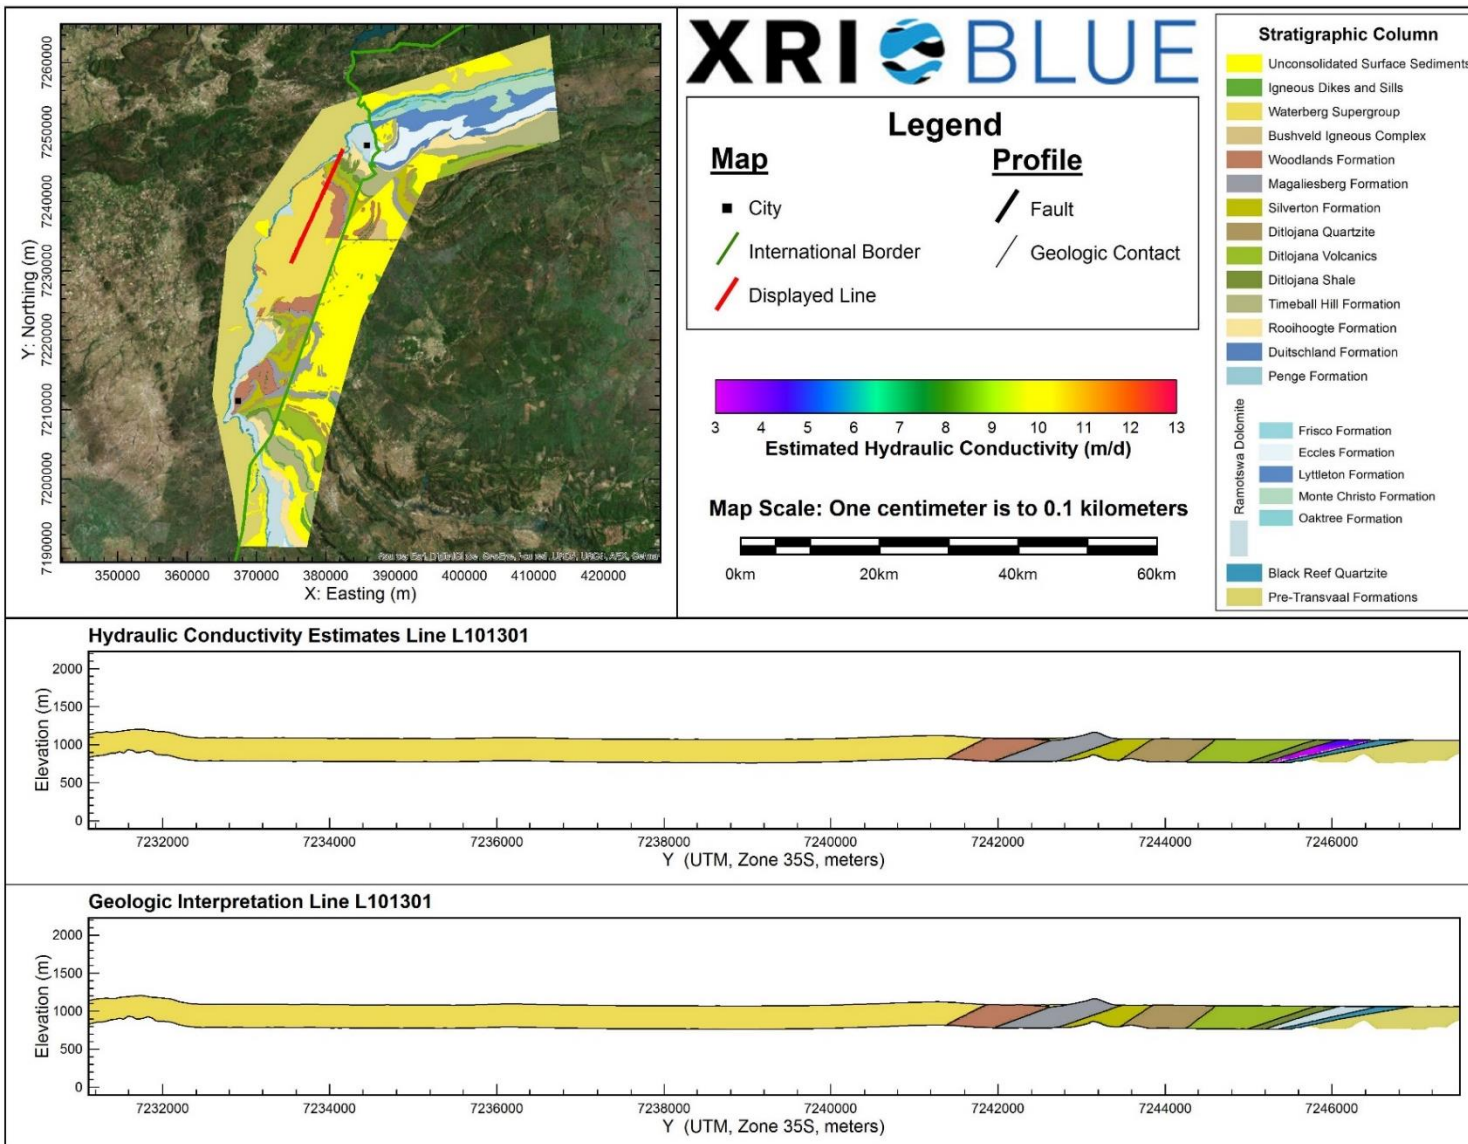 7190000 7200000 7210000 7220000 7230000 7240000 7250000 7260000
Y: Northing (m)
350000 360000 370000 380000 390000 400000 410000 420000
X: Easting (m)
XRI BLUE
Legend
Map
City
International Border
Displayed Line
Profile
Fault
Geologic Contact
3 4 5 6 7 8 9 10 11 12 13
Estimated Hydraulic Conductivity (m/d)
Map Scale: One centimeter is to 0.1 kilometers
0km 20km 40km 60km
Stratigraphic Column
Unconsolidated Surface Sediments
Igneous Dikes and Sills
Waterberg Supergroup
Bushveld Igneous Complex
Woodlands Formation
Magaliesberg Formation
Silverton Formation
Ditlojana Quartzite
Ditlojana Volcanics
Ditlojana Shale
Timeball Hill Formation
Rooihoogte Formation
Duitschland Formation
Penge Formation
Ramotswa Dolomite
Frisco Formation
Eccles Formation
Lyttleton Formation
Monte Christo Formation
Oaktree Formation
Black Reef Quartzite
Pre-Transvaal Formations
Hydraulic Conductivity Estimates Line L101301
2000
1500
1000
500
0
Elevation (m)
7232000 7234000 7236000 7238000 7240000 7242000 7244000 7246000
Y (UTM, Zone 35S, meters)
Geologic Interpretation Line L101301
2000
1500
1000
500
0
Elevation (m)
7232000 7234000 7236000 7238000 7240000 7242000 7244000 7246000
Y (UTM, Zone 35S, meters)